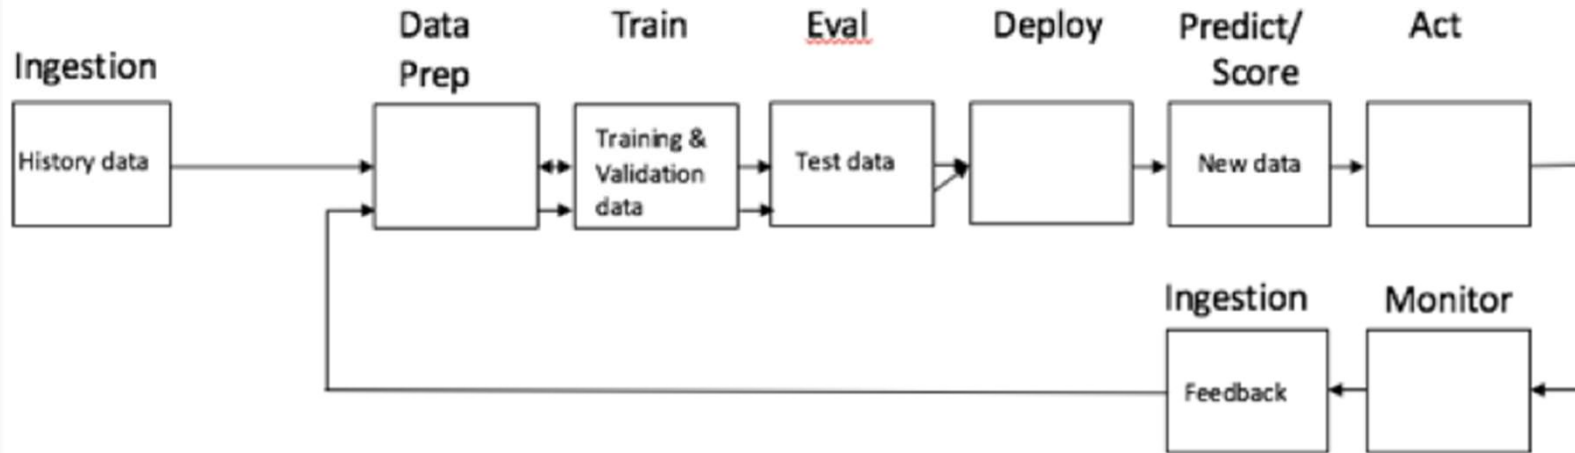 Ingestion
History data
Data
Prep
Train
Training &
Validation
data
Eval
Test data
Deploy
Predict/
Score
New data
Act
Ingestion
Feedback
Monitor